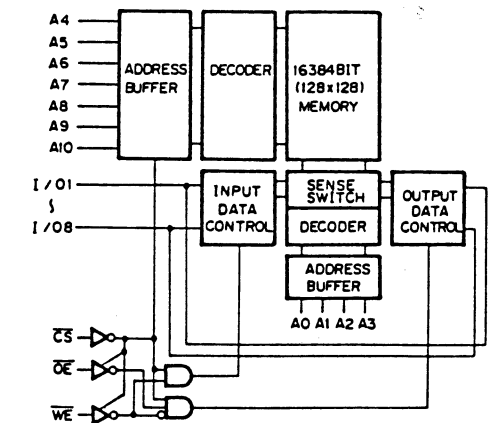 A4
A5
A6
A7
A8
A9
A10
ADDRESS
BUFFER
DECODER
16384BIT
(128x128)
MEMORY
I/O1
I/O8
INPUT
DATA
CONTROL
SENSE
SWITCH
DECODER
OUTPUT
DATA
CONTROL
ADDRESS
BUFFER
A0 A1 A2 A3
CS
OE
WE